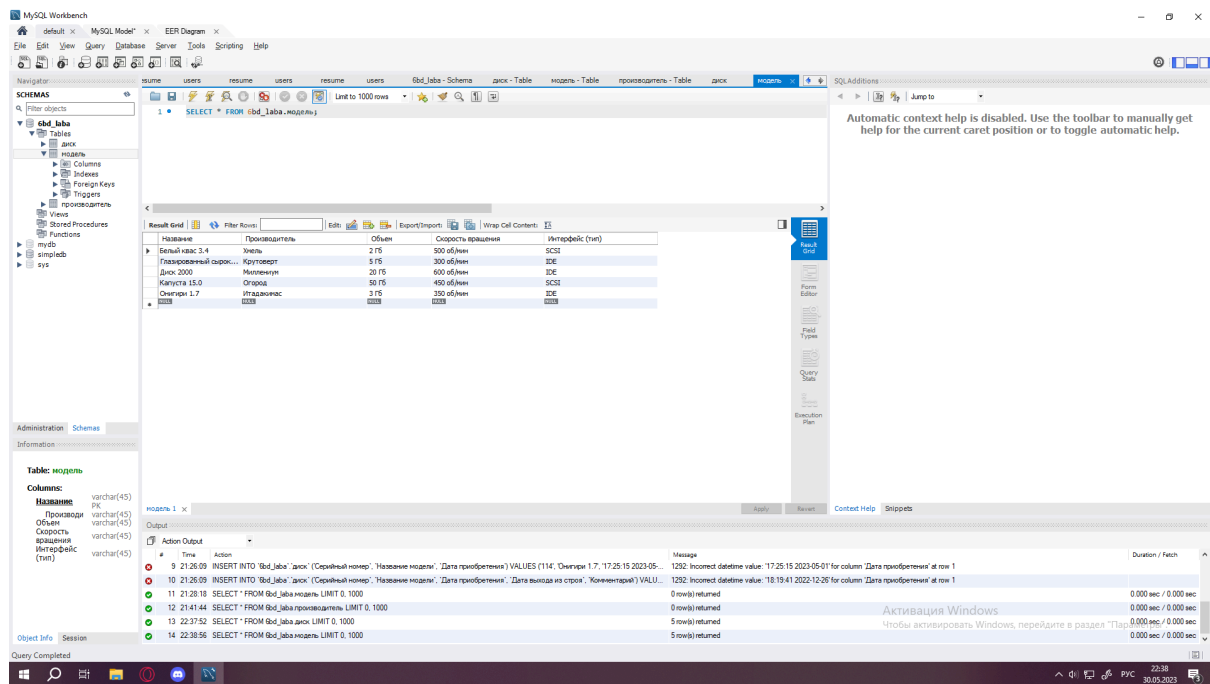 MySQL Workbench
default × MySQL Model* × EER Diagram ×
File Edit View Query Database Server Tools Scripting Help
Navigator
SCHEMAS
Filter objects
6bd_laba
Tables
диск
модель
Columns
Indexes
Foreign Keys
Triggers
производитель
Views
Stored Procedures
Functions
mydb
simpledb
sys
Administration Schemas
Information
Table: модель
Columns:
Название varchar(45) PK
Производи varchar(45)
Объем varchar(45)
Скорость вращения varchar(45)
Интерфейс (тип) varchar(45)
Object Info Session
Query Completed
esume users resume users resume users 6bd_laba - Schema диск - Table модель - Table производитель - Table диск модель ×
Limit to 1000 rows
1 SELECT * FROM 6bd_laba.модель;
Result Grid Filter Rows: Edit: Export/Import: Wrap Cell Content:
Название Производитель Объем Скорость вращения Интерфейс (тип)
Белый квас 3.4 Хмель 2 Гб 500 об/мин SCSI
Глазированный сырок... Крутоверт 5 Гб 300 об/мин IDE
Диск 2000 Миллениум 20 Гб 600 об/мин IDE
Капуста 15.0 Огород 50 Гб 450 об/мин SCSI
Онигири 1.7 Итадакимас 3 Гб 350 об/мин IDE
NULL NULL NULL NULL NULL
Result Grid
Form Editor
Field Types
Query Stats
Execution Plan
модель 1 × Apply Revert
SQLAdditions
Jump to
Automatic context help is disabled. Use the toolbar to manually get
help for the current caret position or to toggle automatic help.
Context Help Snippets
Output
Action Output
# Time Action Message Duration / Fetch
9 21:26:09 INSERT INTO `6bd_laba`.`диск` (`Серийный номер`, `Название модели`, `Дата приобретения`) VALUES ('114', 'Онигири 1.7', '17:25:15 2023-05-... 1292: Incorrect datetime value: '17:25:15 2023-05-01' for column 'Дата приобретения' at row 1
10 21:26:09 INSERT INTO `6bd_laba`.`диск` (`Серийный номер`, `Название модели`, `Дата приобретения`, `Дата выхода из строя`, `Комментарий`) VALU... 1292: Incorrect datetime value: '18:19:41 2022-12-26' for column 'Дата приобретения' at row 1
11 21:28:18 SELECT * FROM 6bd_laba.модель LIMIT 0, 1000 0 row(s) returned 0.000 sec / 0.000 sec
12 21:41:44 SELECT * FROM 6bd_laba.производитель LIMIT 0, 1000 0 row(s) returned 0.000 sec / 0.000 sec
13 22:37:52 SELECT * FROM 6bd_laba.диск LIMIT 0, 1000 5 row(s) returned 0.000 sec / 0.000 sec
14 22:38:56 SELECT * FROM 6bd_laba.модель LIMIT 0, 1000 5 row(s) returned 0.000 sec / 0.000 sec
Активация Windows
Чтобы активировать Windows, перейдите в раздел "Параметры".
РУС
22:38
30.05.2023